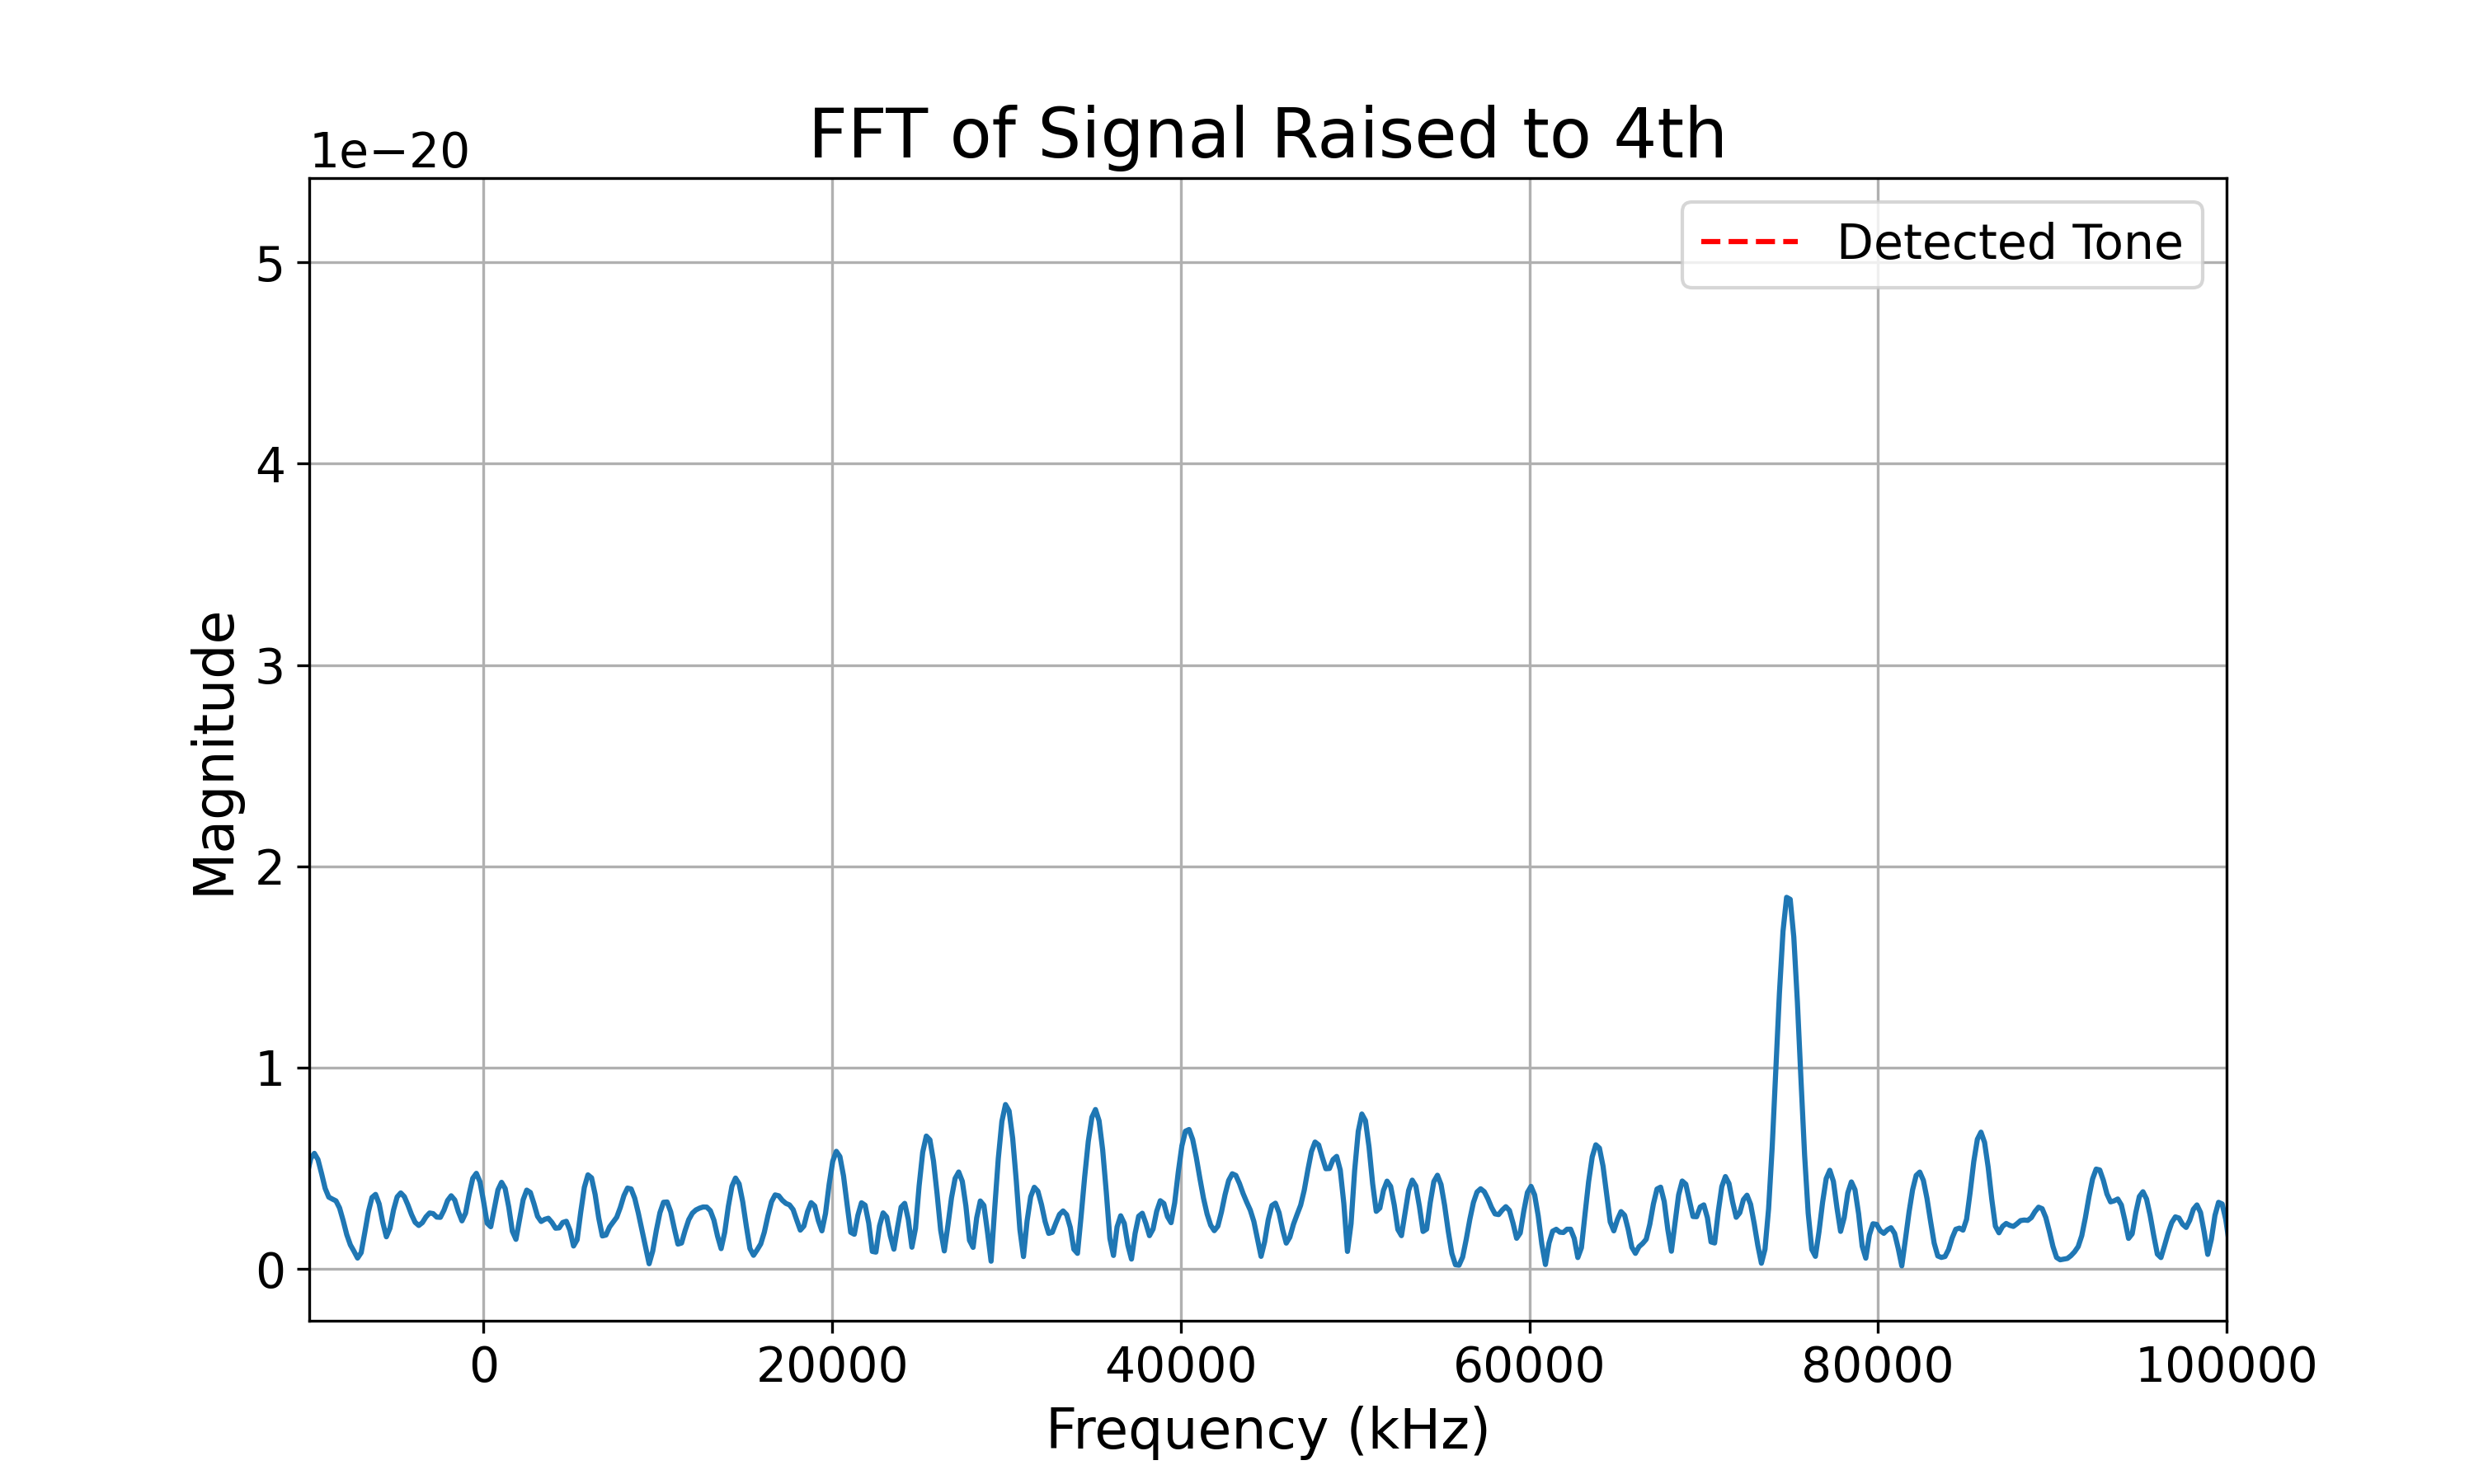 FFT of Signal Raised to 4th
1e−20
Detected Tone
5
4
3
2
1
0
Magnitude
0 20000 40000 60000 80000 100000
Frequency (kHz)